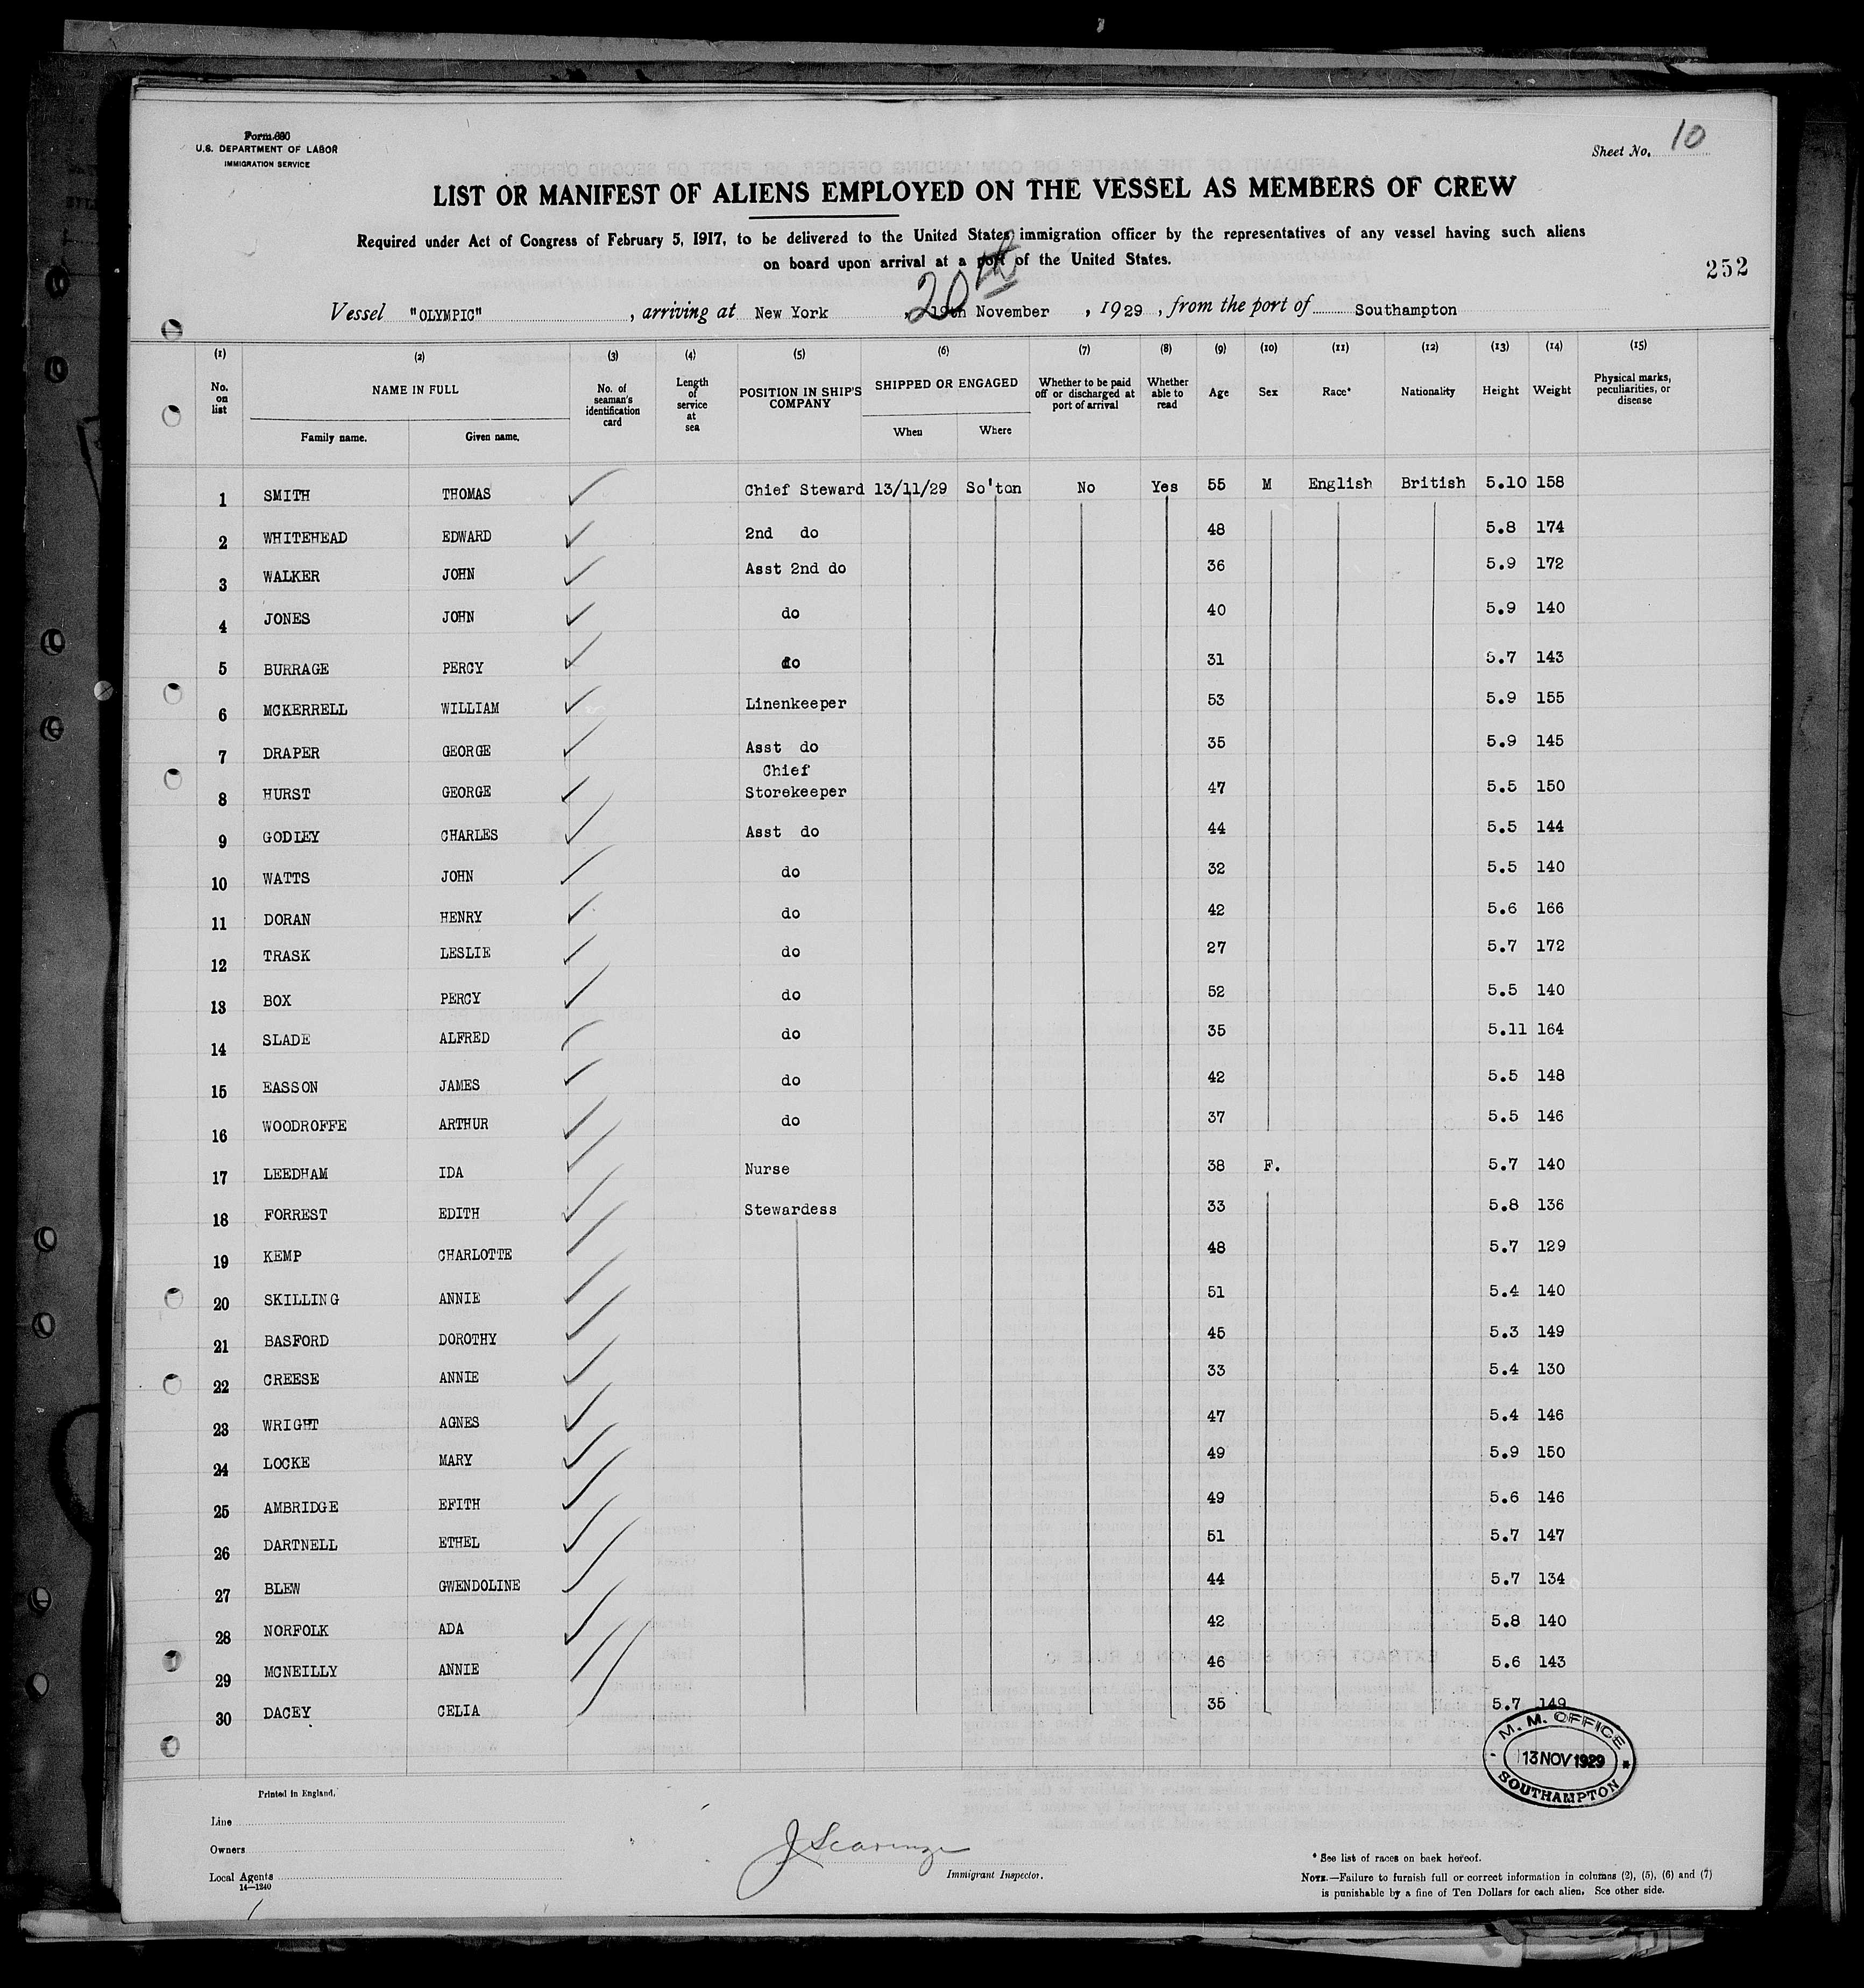 Form 680
U.S. DEPARTMENT OF LABOR
IMMIGRATION SERVICE
Sheet No. 10
LIST OR MANIFEST OF ALIENS EMPLOYED ON THE VESSEL AS MEMBERS OF CREW
Required under Act of Congress of February 5, 1917, to be delivered to the United States immigration officer by the representatives of any vessel having such aliens
on board upon arrival at a port of the United States.
252
Vessel "OLYMPIC", arriving at New York, 20th 19th November, 1929, from the port of Southampton
(1) (2) (3) (4) (5) (6) (7) (8) (9) (10) (11) (12) (13) (14) (15)
No. on list NAME IN FULL No. of seaman's identification card Length of service at sea POSITION IN SHIP'S COMPANY SHIPPED OR ENGAGED Whether to be paid off or discharged at port of arrival Whether able to read Age Sex Race* Nationality Height Weight Physical marks, peculiarities, or disease
Family name. Given name. When Where
1 SMITH THOMAS Chief Steward 13/11/29 So'ton No Yes 55 M English British 5.10 158
2 WHITEHEAD EDWARD 2nd do 48 5.8 174
3 WALKER JOHN Asst 2nd do 36 5.9 172
4 JONES JOHN do 40 5.9 140
5 BURRAGE PERCY do 31 5.7 143
6 MCKERRELL WILLIAM Linenkeeper 53 5.9 155
7 DRAPER GEORGE Asst do 35 5.9 145
8 HURST GEORGE Chief Storekeeper 47 5.5 150
9 GODLEY CHARLES Asst do 44 5.5 144
10 WATTS JOHN do 32 5.5 140
11 DORAN HENRY do 42 5.6 166
12 TRASK LESLIE do 27 5.7 172
13 BOX PERCY do 52 5.5 140
14 SLADE ALFRED do 35 5.11 164
15 EASSON JAMES do 42 5.5 148
16 WOODROFFE ARTHUR do 37 5.5 146
17 LEEDHAM IDA Nurse 38 F. 5.7 140
18 FORREST EDITH Stewardess 33 5.8 136
19 KEMP CHARLOTTE 48 5.7 129
20 SKILLING ANNIE 51 5.4 140
21 BASFORD DOROTHY 45 5.3 149
22 CREESE ANNIE 33 5.4 130
23 WRIGHT AGNES 47 5.4 146
24 LOCKE MARY 49 5.9 150
25 AMBRIDGE EFITH 49 5.6 146
26 DARTNELL ETHEL 51 5.7 147
27 BLEW GWENDOLINE 44 5.7 134
28 NORFOLK ADA 42 5.8 140
29 MCNEILLY ANNIE 46 5.6 143
30 DACEY CELIA 35 5.7 149
M. M. OFFICE
13 NOV 1929
SOUTHAMPTON
Printed in England.
Line
Owners
Local Agents
14—1240
Immigrant Inspector.
* See list of races on back hereof.
NOTE.—Failure to furnish full or correct information in columns (2), (5), (6) and (7)
is punishable by a fine of Ten Dollars for each alien. See other side.